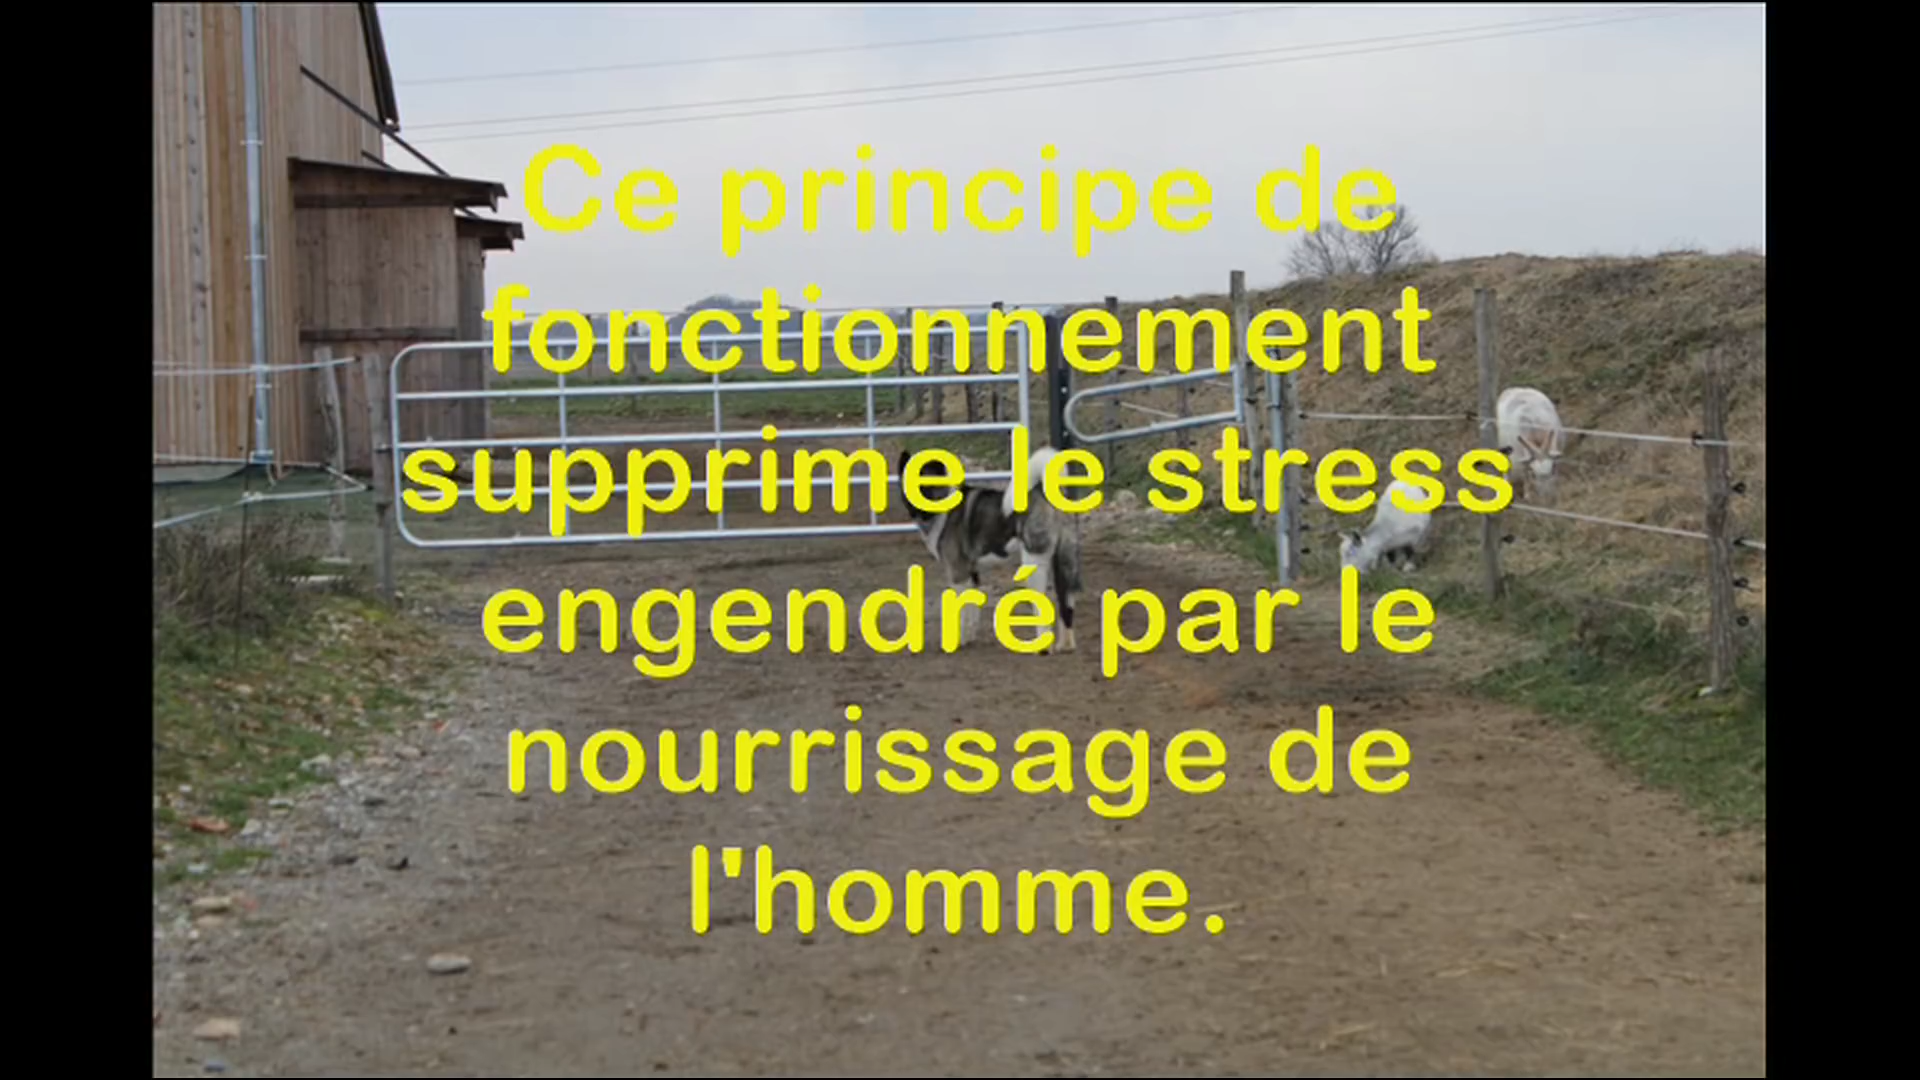 Ce principe de
fonctionnement
supprime le stress
engendré par le
nourrissage de
l'homme.